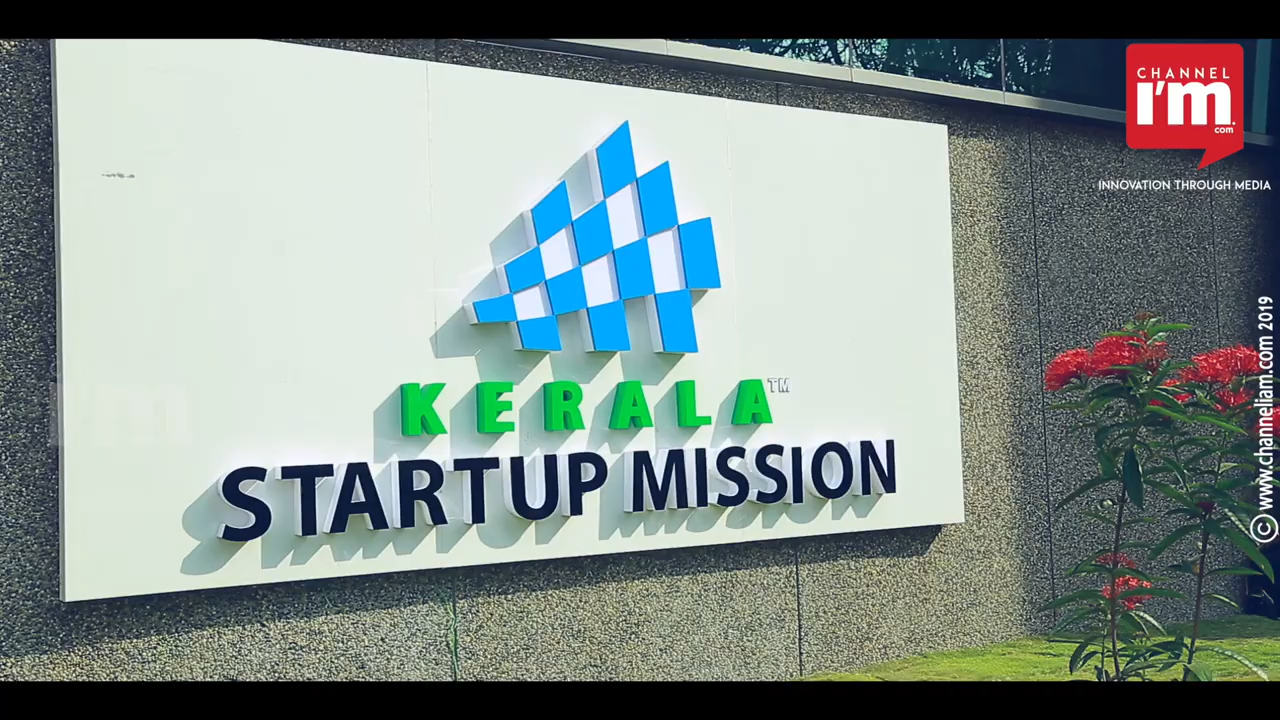 KERALA™
STARTUP MISSION
CHANNEL
I'M.
com
INNOVATION THROUGH MEDIA
© www.channeliam.com 2019
I'm